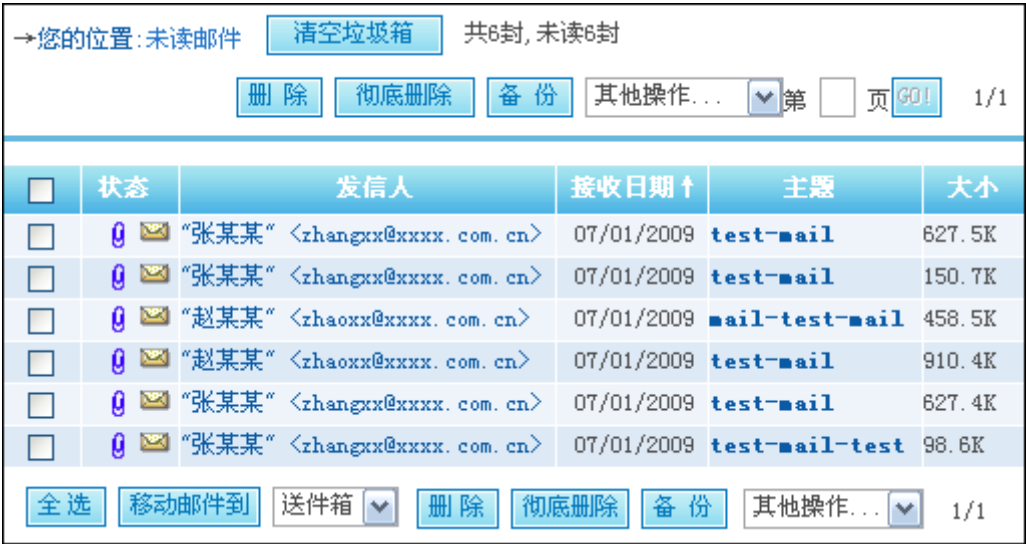 →您的位置:未读邮件 清空垃圾箱 共6封,未读6封
删 除 彻底删除 备 份 其他操作... 第 页 GO! 1/1
状态 发信人 接收日期↑ 主题 大小
“张某某“ <zhangxx@xxxx.com.cn> 07/01/2009 test-mail 627.5K
“张某某“ <zhangxx@xxxx.com.cn> 07/01/2009 test-mail 150.7K
“赵某某“ <zhaoxx@xxxx.com.cn> 07/01/2009 mail-test-mail 458.5K
“赵某某“ <zhaoxx@xxxx.com.cn> 07/01/2009 test-mail 910.4K
“张某某“ <zhangxx@xxxx.com.cn> 07/01/2009 test-mail 627.4K
“张某某“ <zhangxx@xxxx.com.cn> 07/01/2009 test-mail-test 98.6K
全 选 移动邮件到 送件箱 删 除 彻底删除 备 份 其他操作... 1/1